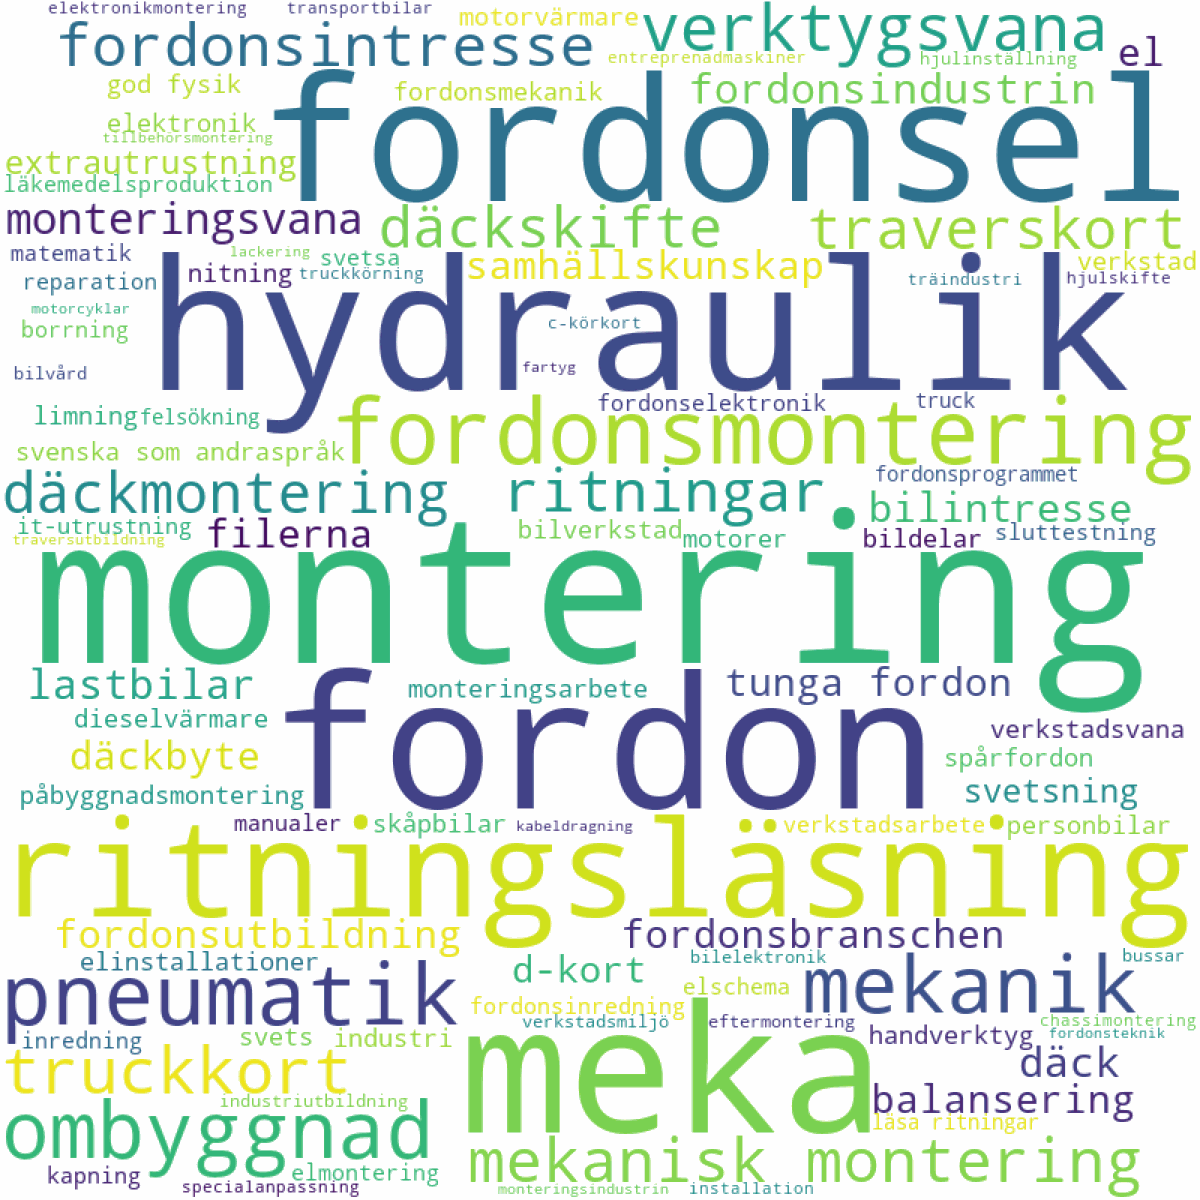 elektronikmontering transportbilar motorvärmare verktygsvana
fordonsintresse entreprenadmaskiner hjulinställning el
god fysik fordonsmekanik fordonsindustrin
elektronik fordonsel
tillbehörsmontering
extrautrustning
läkemedelsproduktion
monteringsvana däckskifte traverskort
matematik lackering svetsa samhällskunskap verkstad
reparation nitning truckkörning träindustri hjulskifte
motorcyklar hydraulik
borrning c-körkort
bilvård fartyg
limning felsökning fordonselektronik truck
svenska som andraspråk fordonsmontering
däckmontering ritningar fordonsprogrammet
bilintresse
it-utrustning filerna bilverkstad motorer bildelar sluttestning
traversutbildning
montering
lastbilar monteringsarbete tunga fordon
dieselvärmare fordon verkstadsvana
däckbyte spårfordon
påbyggnadsmontering svetsning
manualer skåpbilar kabeldragning verkstadsarbete personbilar
ritningsläsning
fordonsutbildning fordonsbranschen
elinstallationer d-kort bilelektronik bussar
pneumatik fordonsinredning elschema mekanik
inredning svets industri verkstadsmiljö eftermontering handverktyg chassimontering
fordonsteknik
truckkort meka däck
industriutbildning balansering
ombyggnad läsa ritningar
kapning elmontering mekanisk montering
specialanpassning monteringsindustrin installation